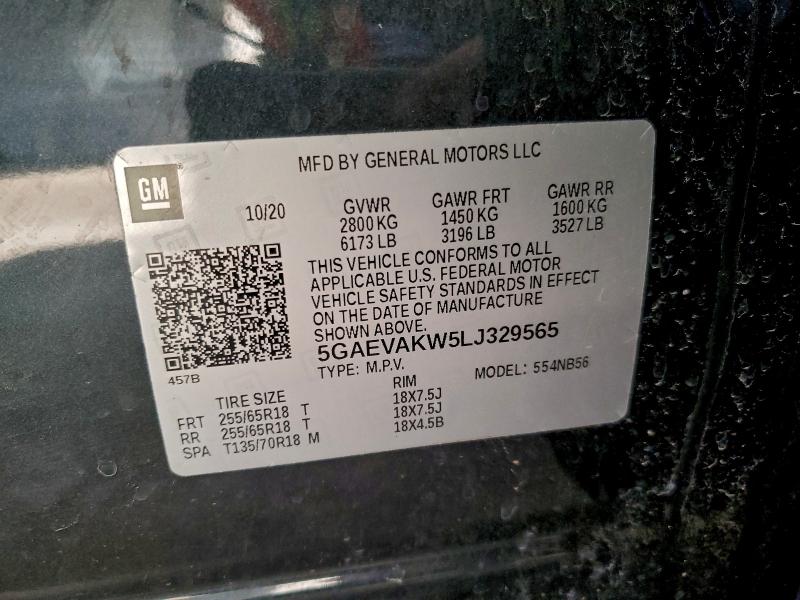 MFD BY GENERAL MOTORS LLC
GM
®
10/20
GVWR
2800 KG
6173 LB
GAWR FRT
1450 KG
3196 LB
GAWR RR
1600 KG
3527 LB
THIS VEHICLE CONFORMS TO ALL
APPLICABLE U.S. FEDERAL MOTOR
VEHICLE SAFETY STANDARDS IN EFFECT
ON THE DATE OF MANUFACTURE
SHOWN ABOVE.
5GAEVAKW5LJ329565
TYPE: M.P.V. MODEL: 554NB56
457B
TIRE SIZE RIM
FRT 255/65R18 T 18X7.5J
RR 255/65R18 T 18X7.5J
SPA T135/70R18 M 18X4.5B